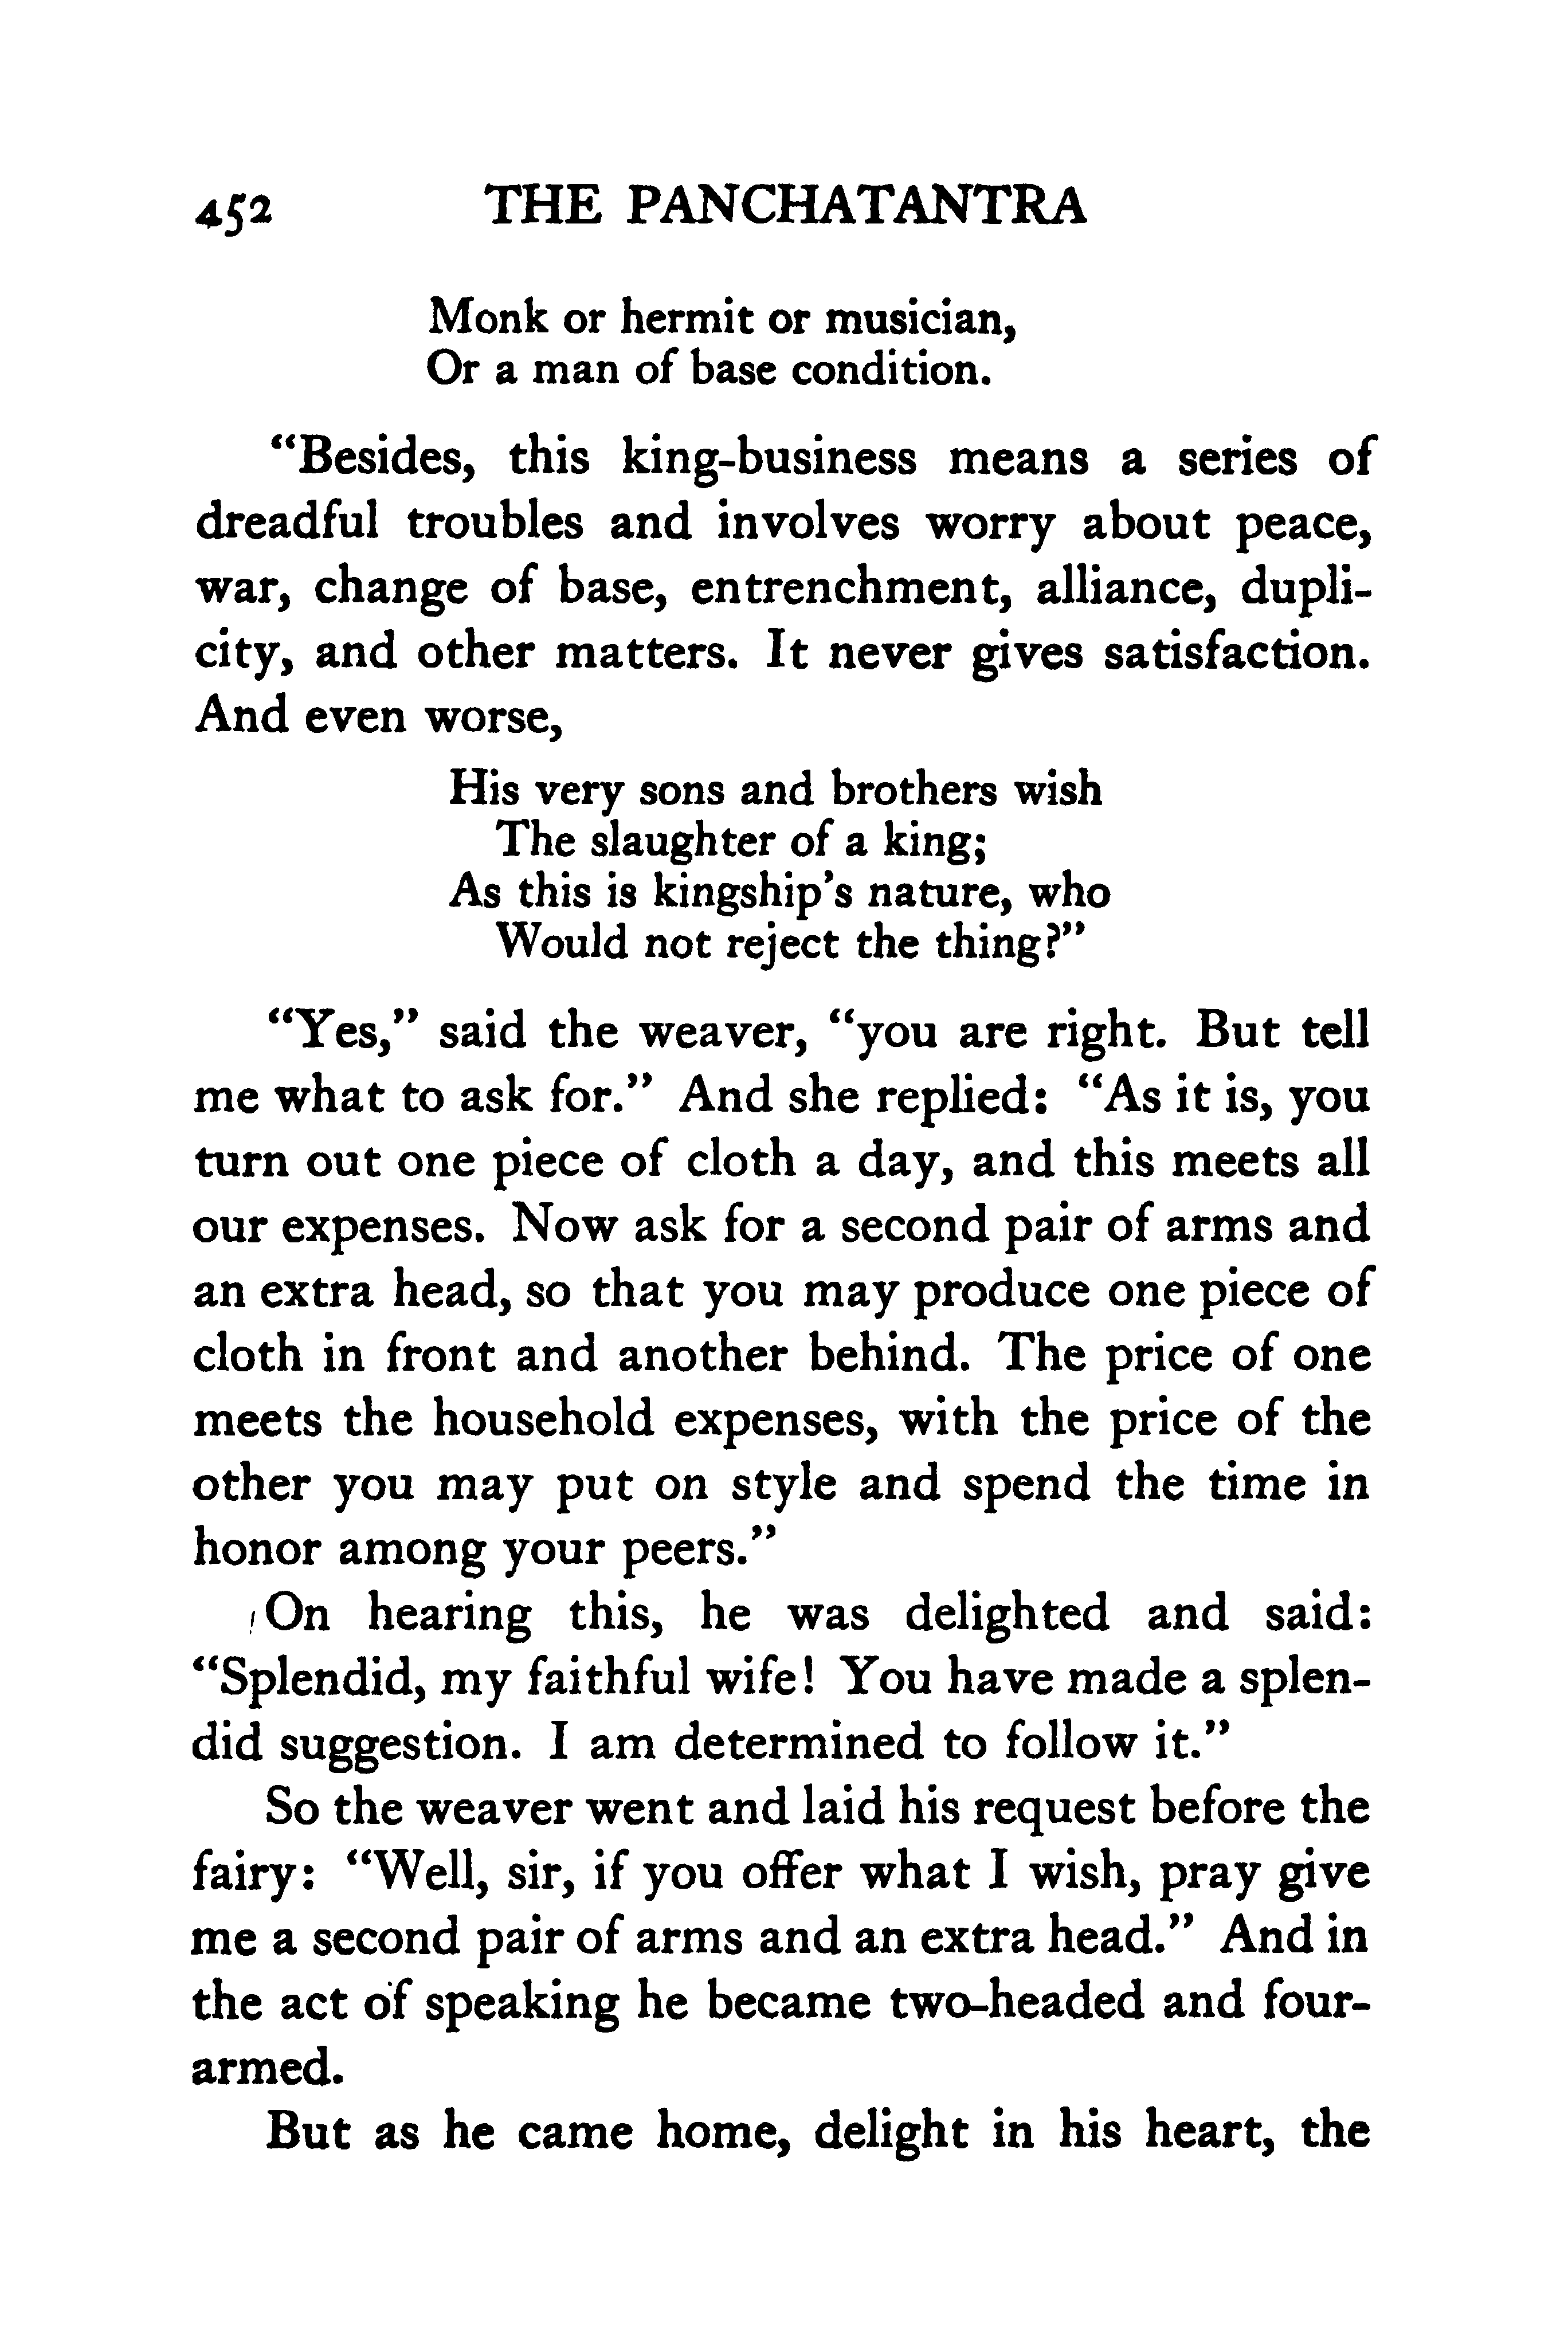 452 THE PANCHATANTRA
Monk or hermit or musician,
Or a man of base condition.
“Besides, this king-business means a series of
dreadful troubles and involves worry about peace,
war, change of base, entrenchment, alliance, dupli-
city, and other matters. It never gives satisfaction.
And even worse,
His very sons and brothers wish
The slaughter of a king;
As this is kingship’s nature, who
Would not reject the thing?”
“Yes,” said the weaver, “you are right. But tell
me what to ask for.” And she replied: “As it is, you
turn out one piece of cloth a day, and this meets all
our expenses. Now ask for a second pair of arms and
an extra head, so that you may produce one piece of
cloth in front and another behind. The price of one
meets the household expenses, with the price of the
other you may put on style and spend the time in
honor among your peers.”
On hearing this, he was delighted and said:
“Splendid, my faithful wife! You have made a splen-
did suggestion. I am determined to follow it.”
So the weaver went and laid his request before the
fairy: “Well, sir, if you offer what I wish, pray give
me a second pair of arms and an extra head.” And in
the act of speaking he became two-headed and four-
armed.
But as he came home, delight in his heart, the